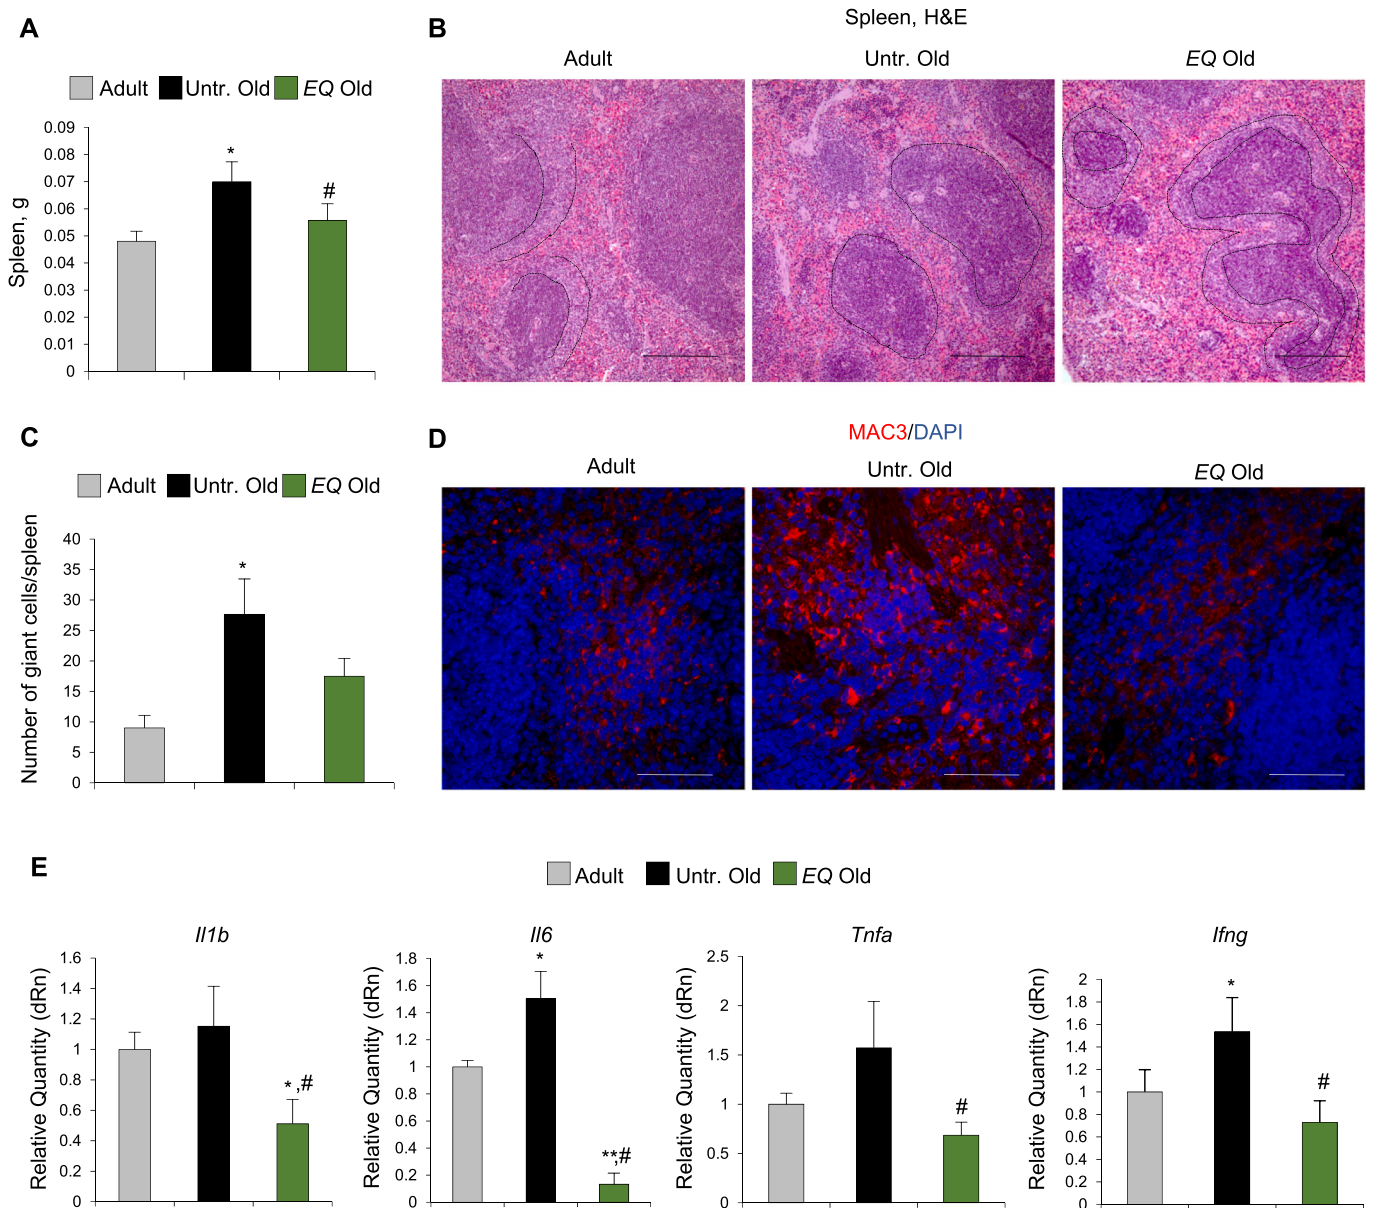 A
Adult Untr. Old EQ Old
Spleen, g
0.09
0.08
0.07
0.06
0.05
0.04
0.03
0.02
0.01
0
*
#
B
Spleen, H&E
Adult Untr. Old EQ Old
C
Adult Untr. Old EQ Old
Number of giant cells/spleen
40
35
30
25
20
15
10
5
0
*
D
MAC3/DAPI
Adult Untr. Old EQ Old
E
Adult Untr. Old EQ Old
Il1b
Relative Quantity (dRn)
1.6
1.4
1.2
1
0.8
0.6
0.4
0.2
0
*,#
Il6
Relative Quantity (dRn)
1.8
1.6
1.4
1.2
1
0.8
0.6
0.4
0.2
0
*
**,#
Tnfa
Relative Quantity (dRn)
2.5
2
1.5
1
0.5
0
#
Ifng
Relative Quantity (dRn)
2
1.8
1.6
1.4
1.2
1
0.8
0.6
0.4
0.2
0
*
#